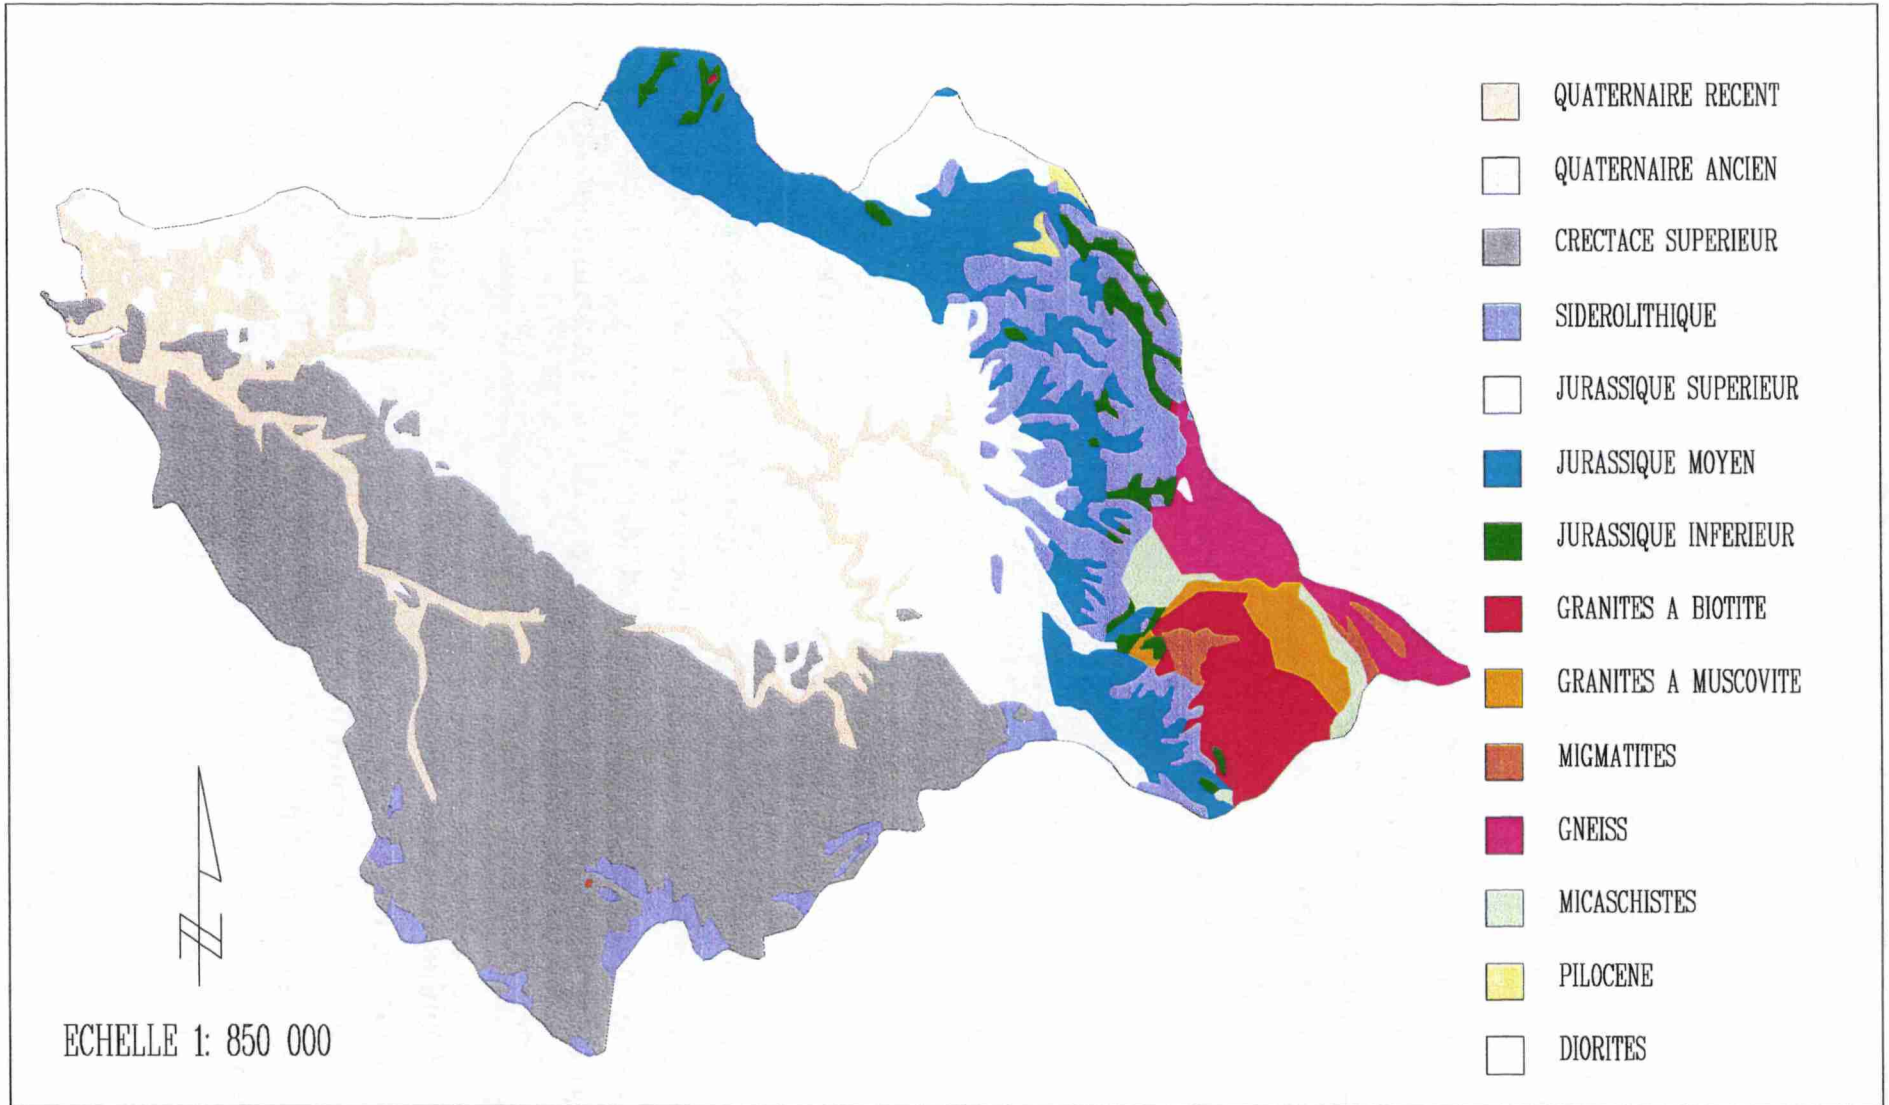 QUATERNAIRE RECENT
QUATERNAIRE ANCIEN
CRECTACE SUPERIEUR
SIDEROLITHIQUE
JURASSIQUE SUPERIEUR
JURASSIQUE MOYEN
JURASSIQUE INFERIEUR
GRANITES A BIOTITE
GRANITES A MUSCOVITE
MIGMATITES
GNEISS
MICASCHISTES
PILOCENE
DIORITES
ECHELLE 1: 850 000